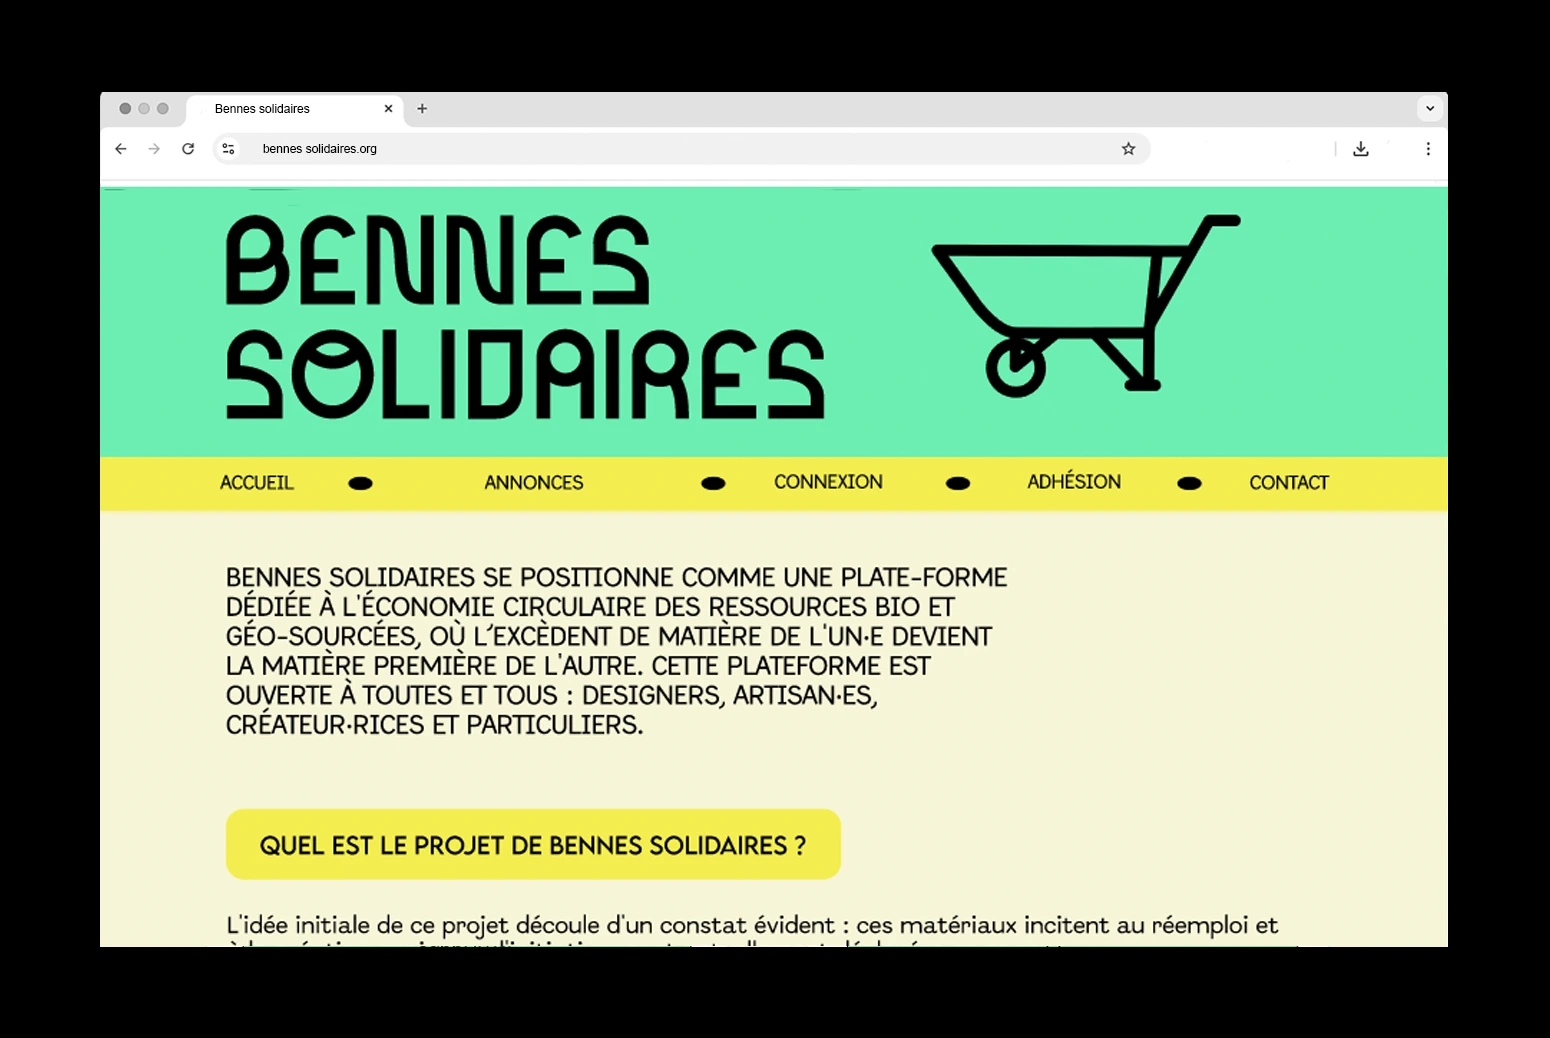 Bennes solidaires
bennes solidaires.org
BENNES
SOLIDAIRES
ACCUEIL
ANNONCES
CONNEXION
ADHÉSION
CONTACT
BENNES SOLIDAIRES SE POSITIONNE COMME UNE PLATE-FORME
DÉDIÉE À L'ÉCONOMIE CIRCULAIRE DES RESSOURCES BIO ET
GÉO-SOURCÉES, OÙ L’EXCÈDENT DE MATIÈRE DE L'UN·E DEVIENT
LA MATIÈRE PREMIÈRE DE L'AUTRE. CETTE PLATEFORME EST
OUVERTE À TOUTES ET TOUS : DESIGNERS, ARTISAN·ES,
CRÉATEUR·RICES ET PARTICULIERS.
QUEL EST LE PROJET DE BENNES SOLIDAIRES ?
L'idée initiale de ce projet découle d'un constat évident : ces matériaux incitent au réemploi et